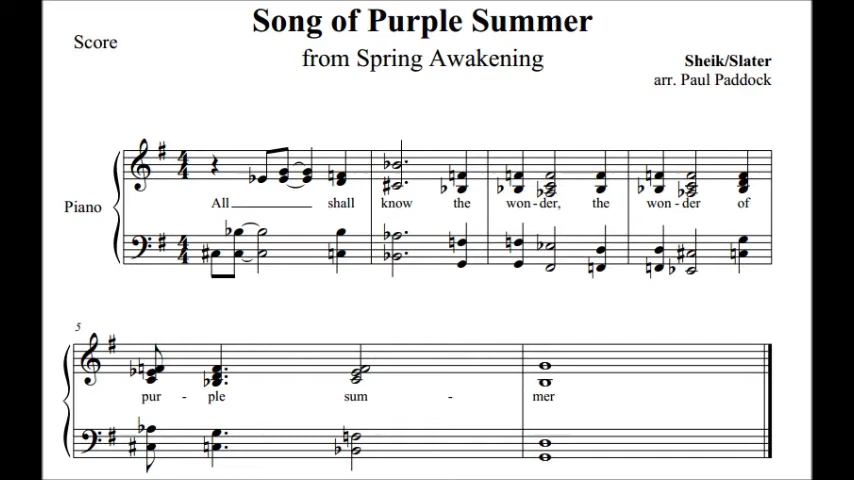 Song of Purple Summer
Score
from Spring Awakening
Sheik/Slater
arr. Paul Paddock
Piano
All shall know the won - der, the won - der of
5
pur - ple sum - mer